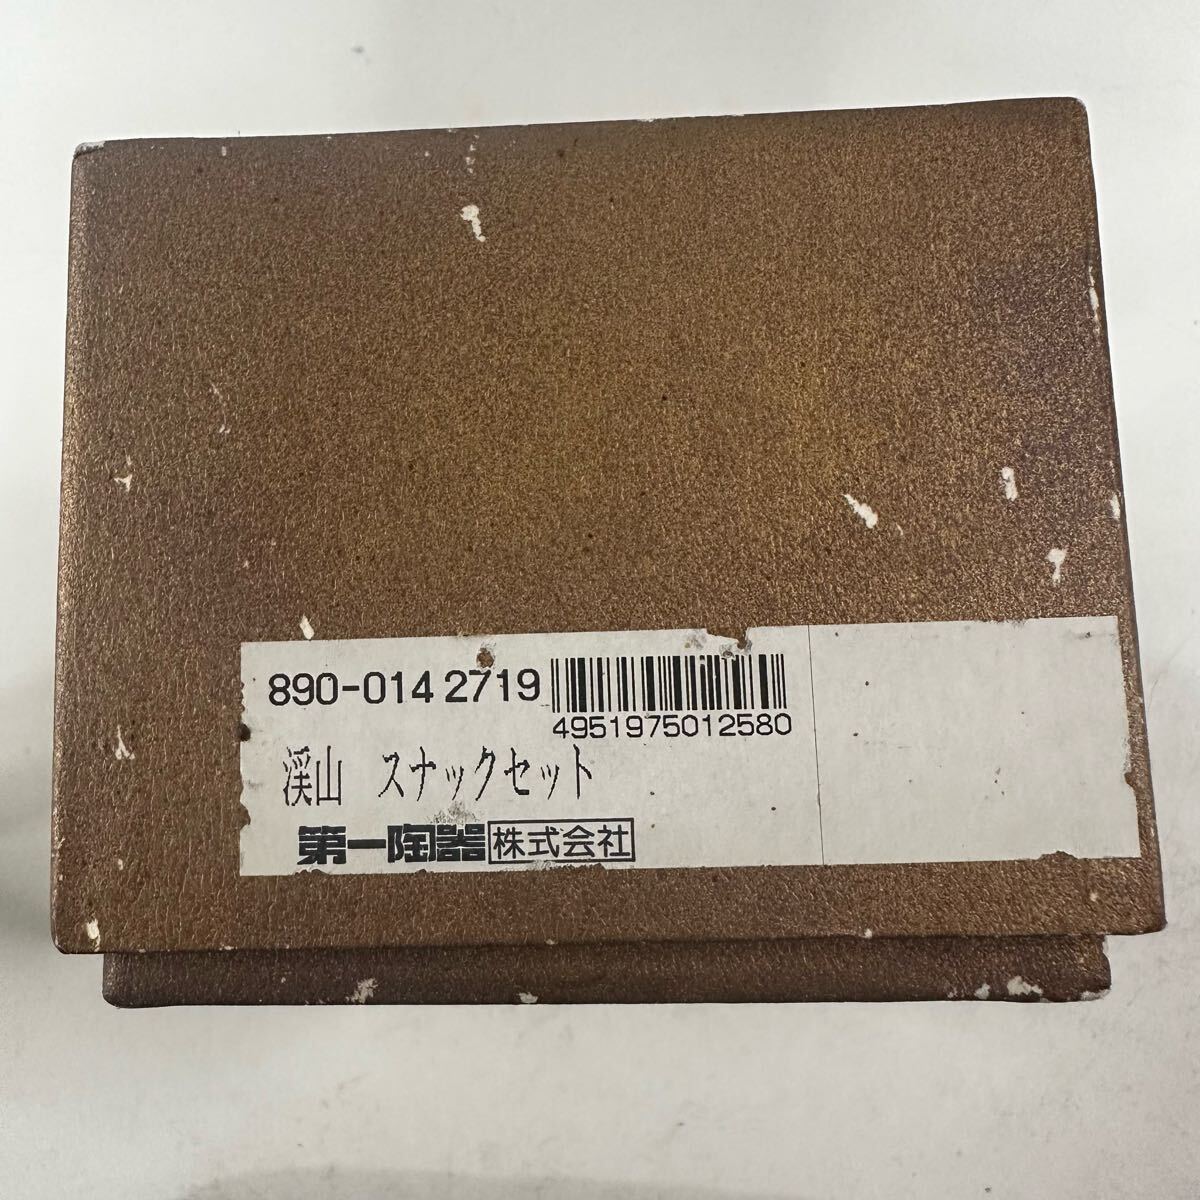 890-014 2719
4951975012580
渓山 スナックセット
第一陶器 株式会社